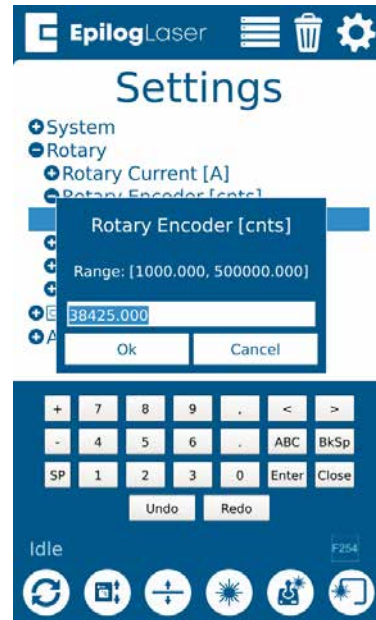 EpilogLaser
Settings
System
Rotary
Rotary Current [A]
Rotary Encoder [cnts]
Rotary Encoder [cnts]
Range: [1000.000, 500000.000]
38425.000
Ok Cancel
+ 7 8 9 , < >
- 4 5 6 . ABC BkSp
SP 1 2 3 0 Enter Close
Undo Redo
Idle F254